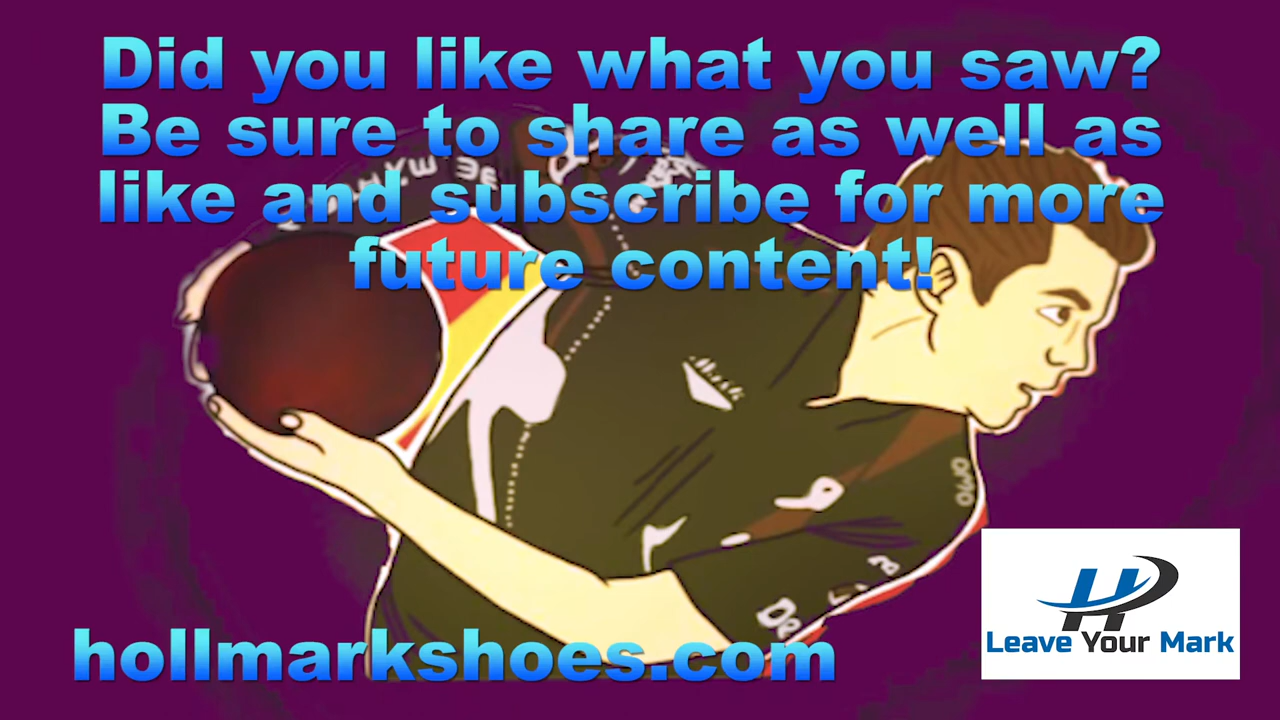 Did you like what you saw?
Be sure to share as well as
like and subscribe for more
future content!
hollmarkshoes.com
Leave Your Mark